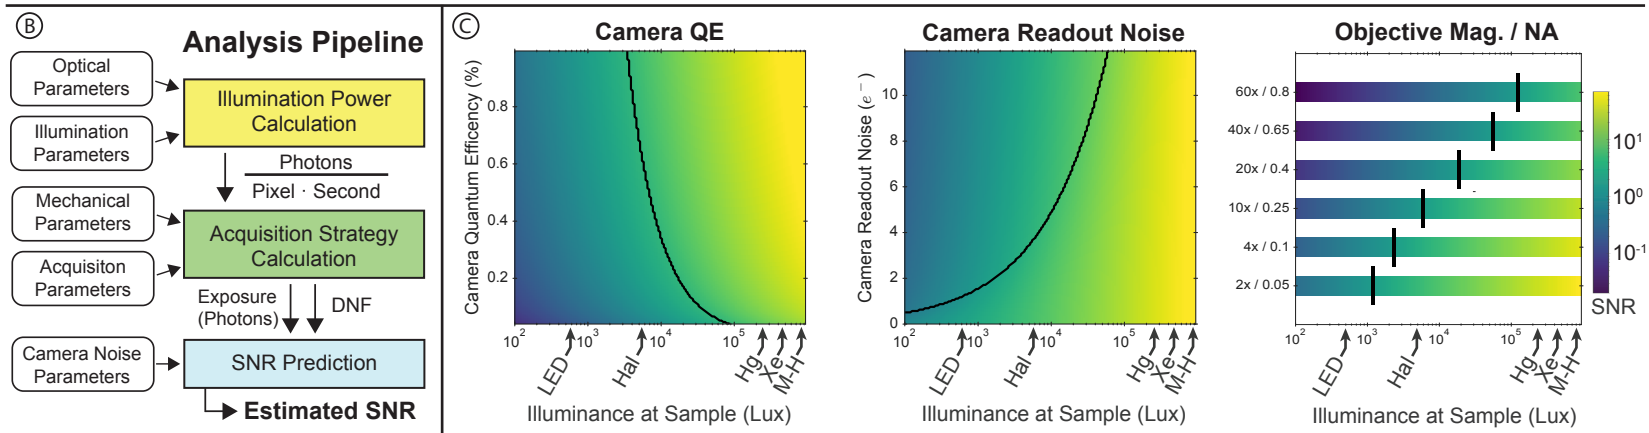 B
Analysis Pipeline
Optical
Parameters
Illumination
Parameters
Illumination Power
Calculation
Photons
Pixel · Second
Mechanical
Parameters
Acquisiton
Parameters
Acquisition Strategy
Calculation
Exposure
(Photons)
DNF
Camera Noise
Parameters
SNR Prediction
Estimated SNR
C
Camera QE
Camera Quantum Efficency (%)
0.8
0.6
0.4
0.2
10² 10³ 10⁴ 10⁵
LED Hal Hg Xe M-H
Illuminance at Sample (Lux)
Camera Readout Noise
Camera Readout Noise (e⁻)
10
8
6
4
2
0
10² 10³ 10⁴ 10⁵
LED Hal Hg Xe M-H
Illuminance at Sample (Lux)
Objective Mag. / NA
60x / 0.8
40x / 0.65
20x / 0.4
10x / 0.25
4x / 0.1
2x / 0.05
10² 10³ 10⁴ 10⁵
LED Hal Hg Xe M-H
Illuminance at Sample (Lux)
10¹
10⁰
10⁻¹
SNR